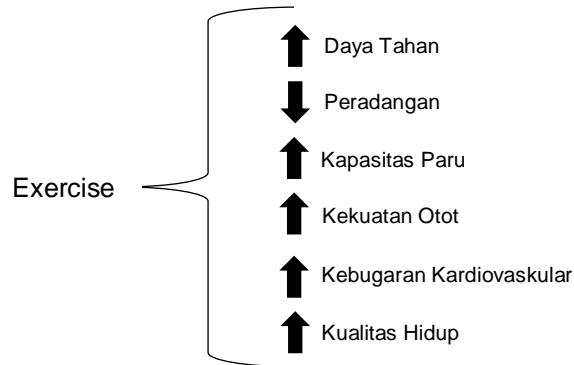 Exercise
Daya Tahan
Peradangan
Kapasitas Paru
Kekuatan Otot
Kebugaran Kardiovaskular
Kualitas Hidup